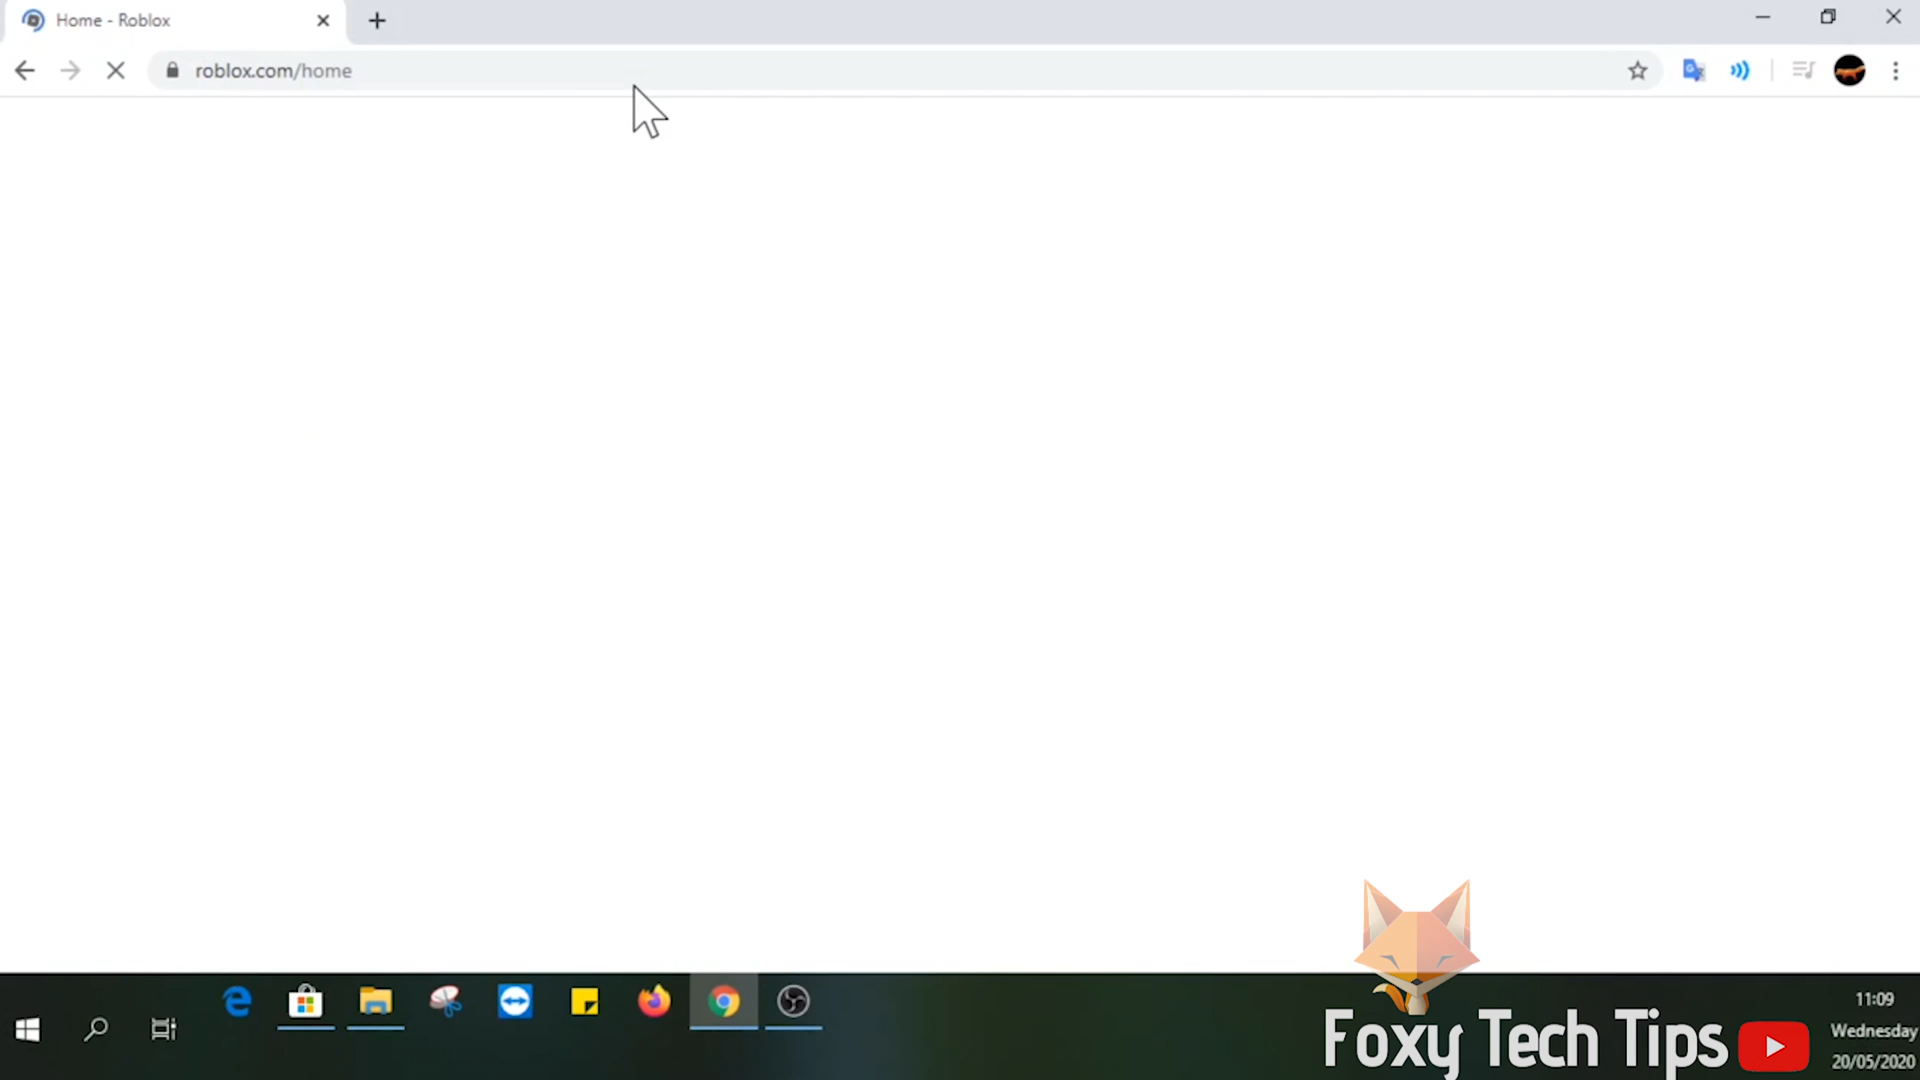 Home - Roblox
roblox.com/home
11:09
Wednesday
20/05/2020
Foxy Tech Tips